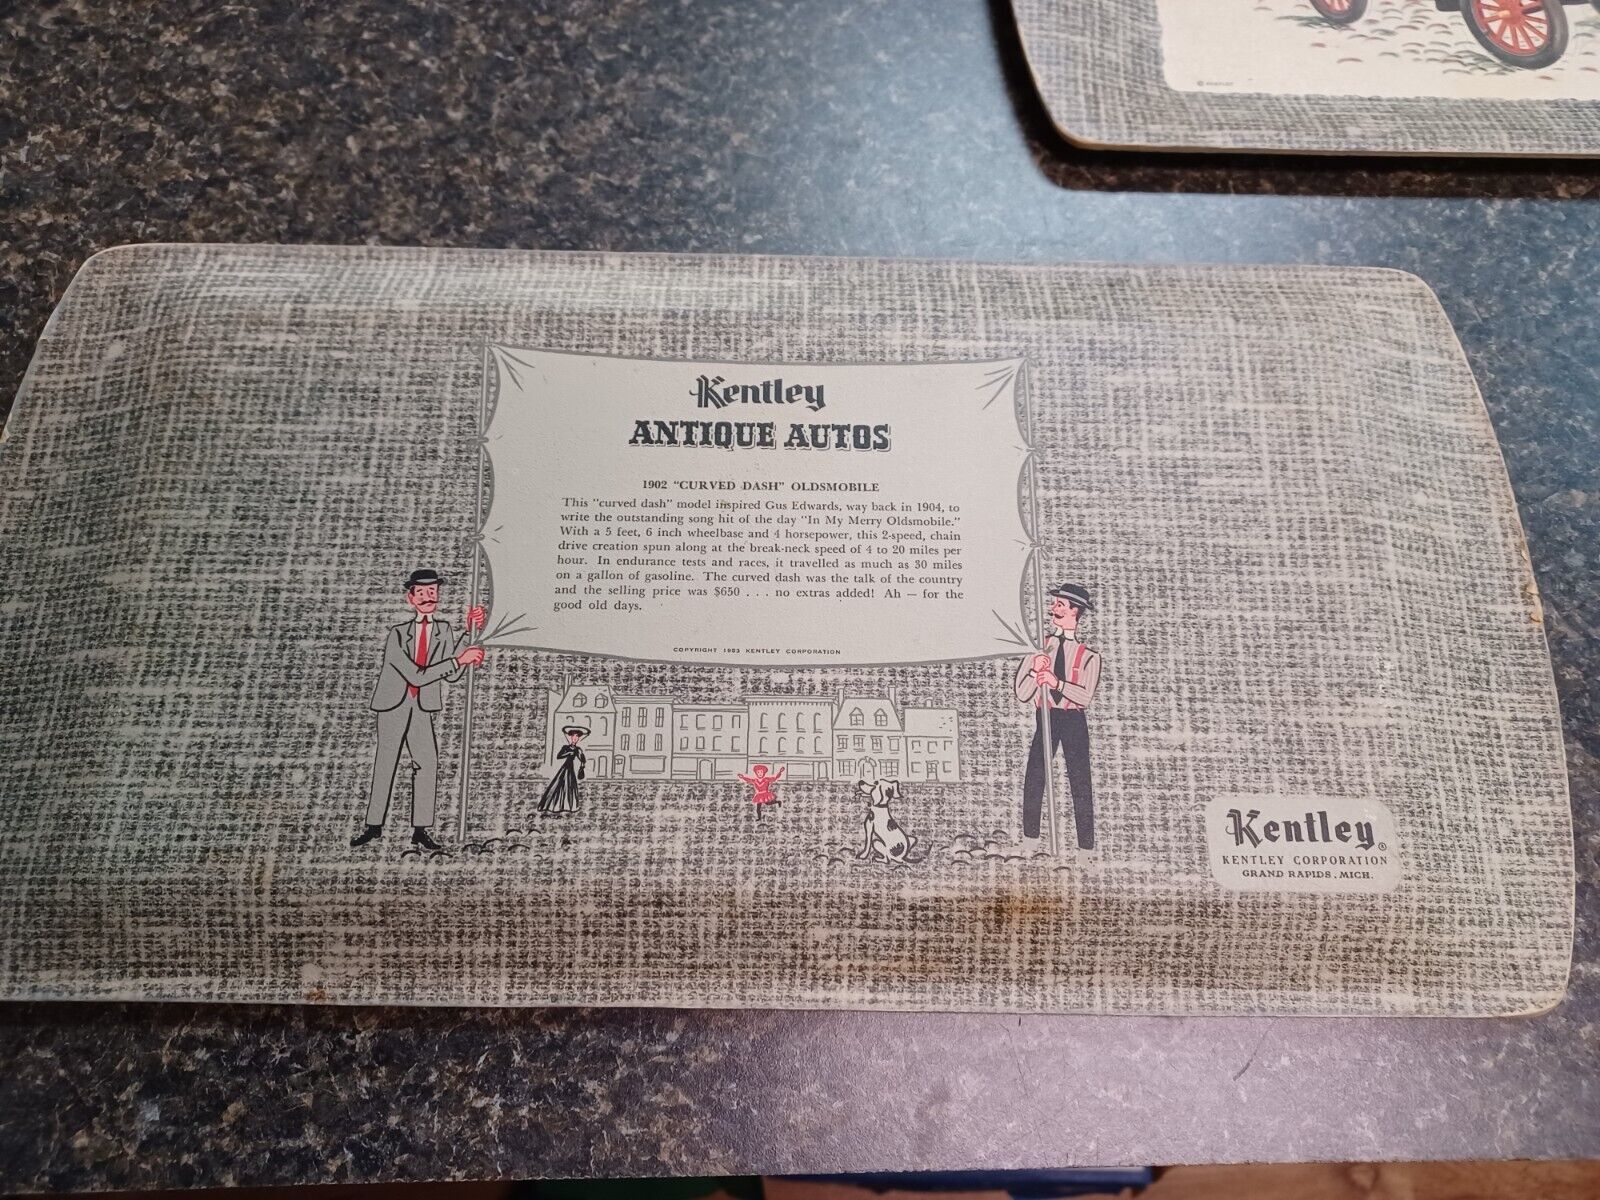 © KENTLEY
Kentley
ANTIQUE AUTOS
1902 "CURVED DASH" OLDSMOBILE
This "curved dash" model inspired Gus Edwards, way back in 1904, to
write the outstanding song hit of the day "In My Merry Oldsmobile."
With a 5 feet, 6 inch wheelbase and 4 horsepower, this 2-speed, chain
drive creation spun along at the break-neck speed of 4 to 20 miles per
hour. In endurance tests and races, it travelled as much as 30 miles
on a gallon of gasoline. The curved dash was the talk of the country
and the selling price was $650 . . . no extras added! Ah — for the
good old days.
COPYRIGHT 1953 KENTLEY CORPORATION
Kentley®
KENTLEY CORPORATION
GRAND RAPIDS, MICH.